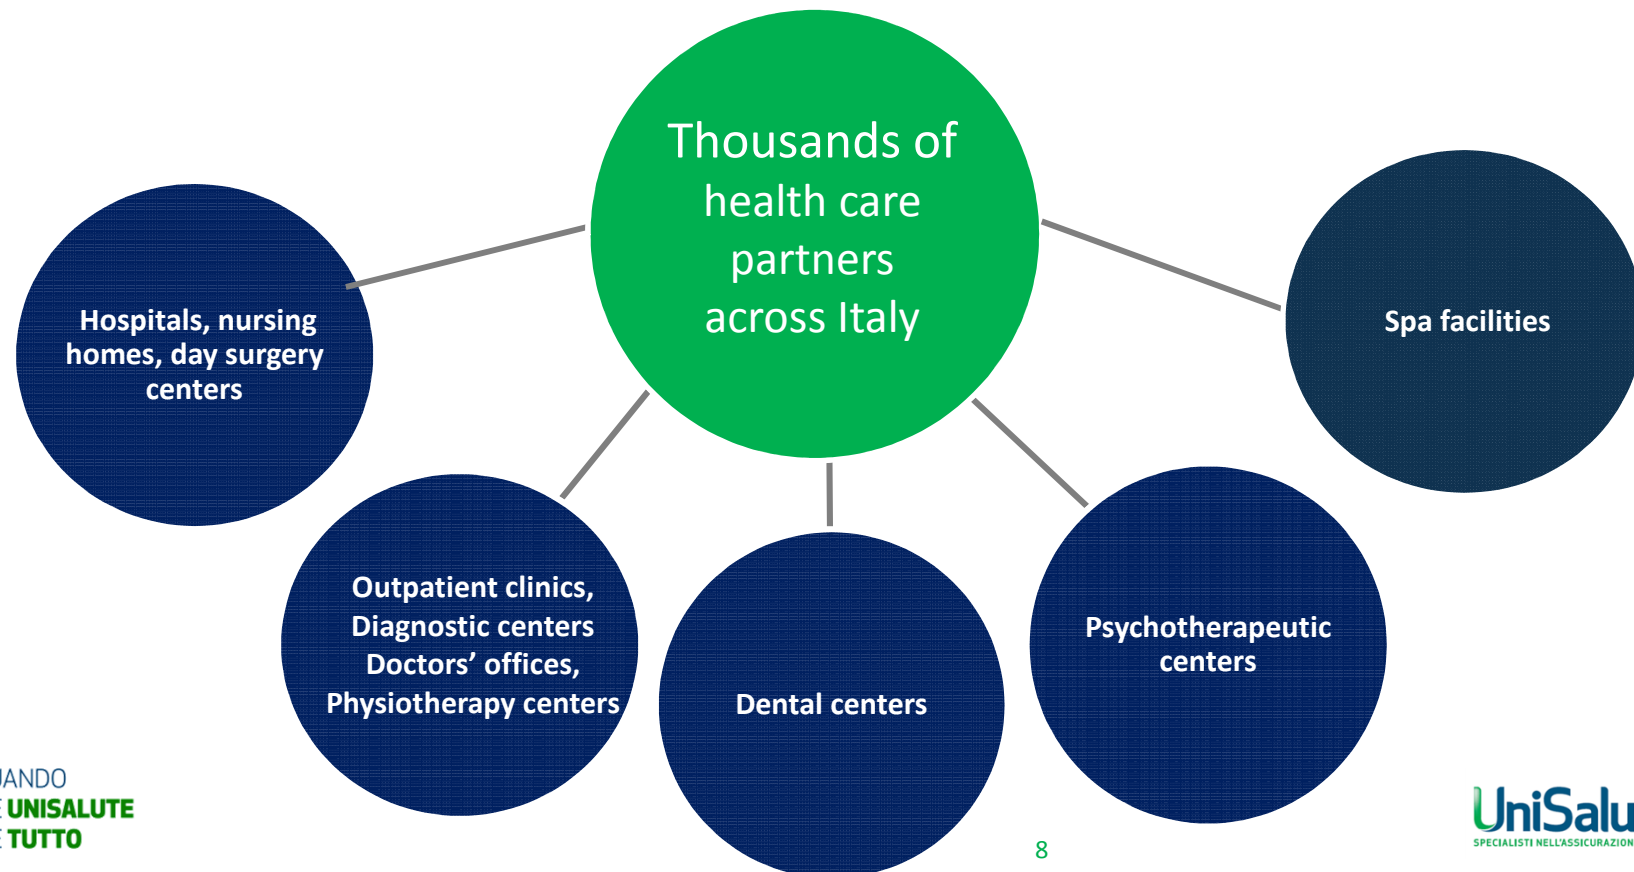 Thousands of
health care
partners
across Italy
Hospitals, nursing
homes, day surgery
centers
Spa facilities
Outpatient clinics,
Diagnostic centers
Doctors’ offices,
Physiotherapy centers
Dental centers
Psychotherapeutic
centers
UNISALUTE
TUTTO
8
UniSalu
SPECIALISTI NELL'ASSICURAZION